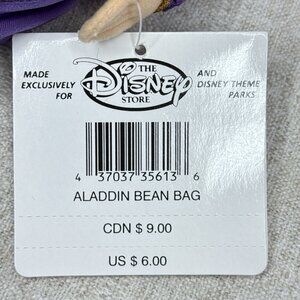 MADE EXCLUSIVELY FOR
THE Disney STORE
AND DISNEY THEME PARKS
4 37037 35613 6
ALADDIN BEAN BAG
CDN $ 9.00
US $ 6.00